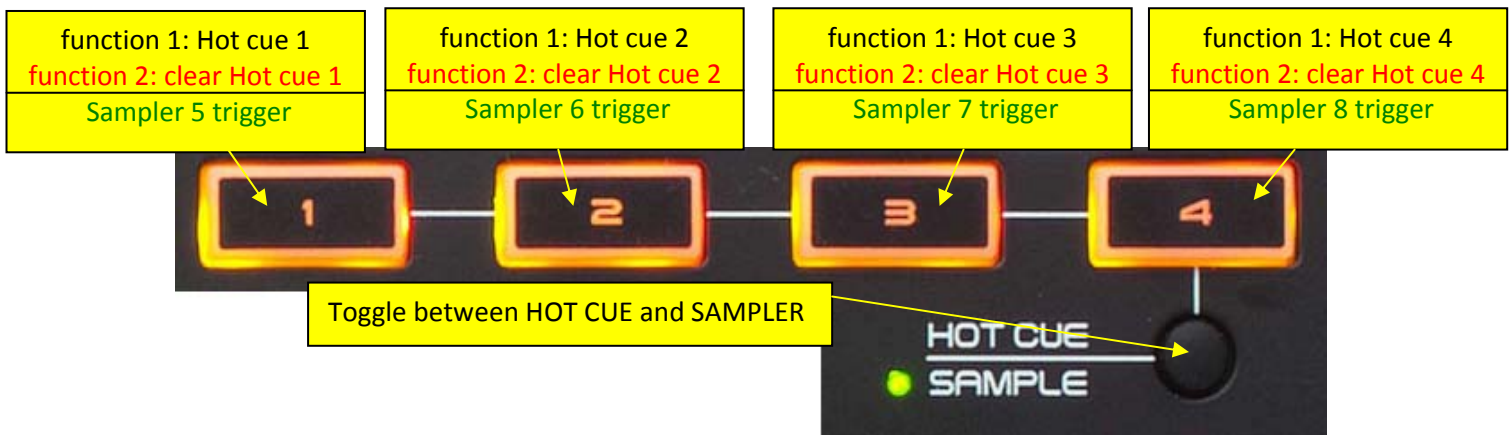 function 1: Hot cue 1
function 2: clear Hot cue 1
Sampler 5 trigger
function 1: Hot cue 2
function 2: clear Hot cue 2
Sampler 6 trigger
function 1: Hot cue 3
function 2: clear Hot cue 3
Sampler 7 trigger
function 1: Hot cue 4
function 2: clear Hot cue 4
Sampler 8 trigger
1
2
3
4
Toggle between HOT CUE and SAMPLER
HOT CUE
SAMPLE